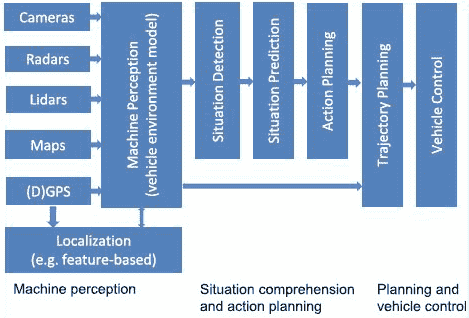 Cameras
Radars
Lidars
Maps
(D)GPS
Localization
(e.g. feature-based)
Machine Perception
(vehicle environment model)
Situation Detection
Situation Prediction
Action Planning
Trajectory Planning
Vehicle Control
Machine perception
Situation comprehension
and action planning
Planning and
vehicle control